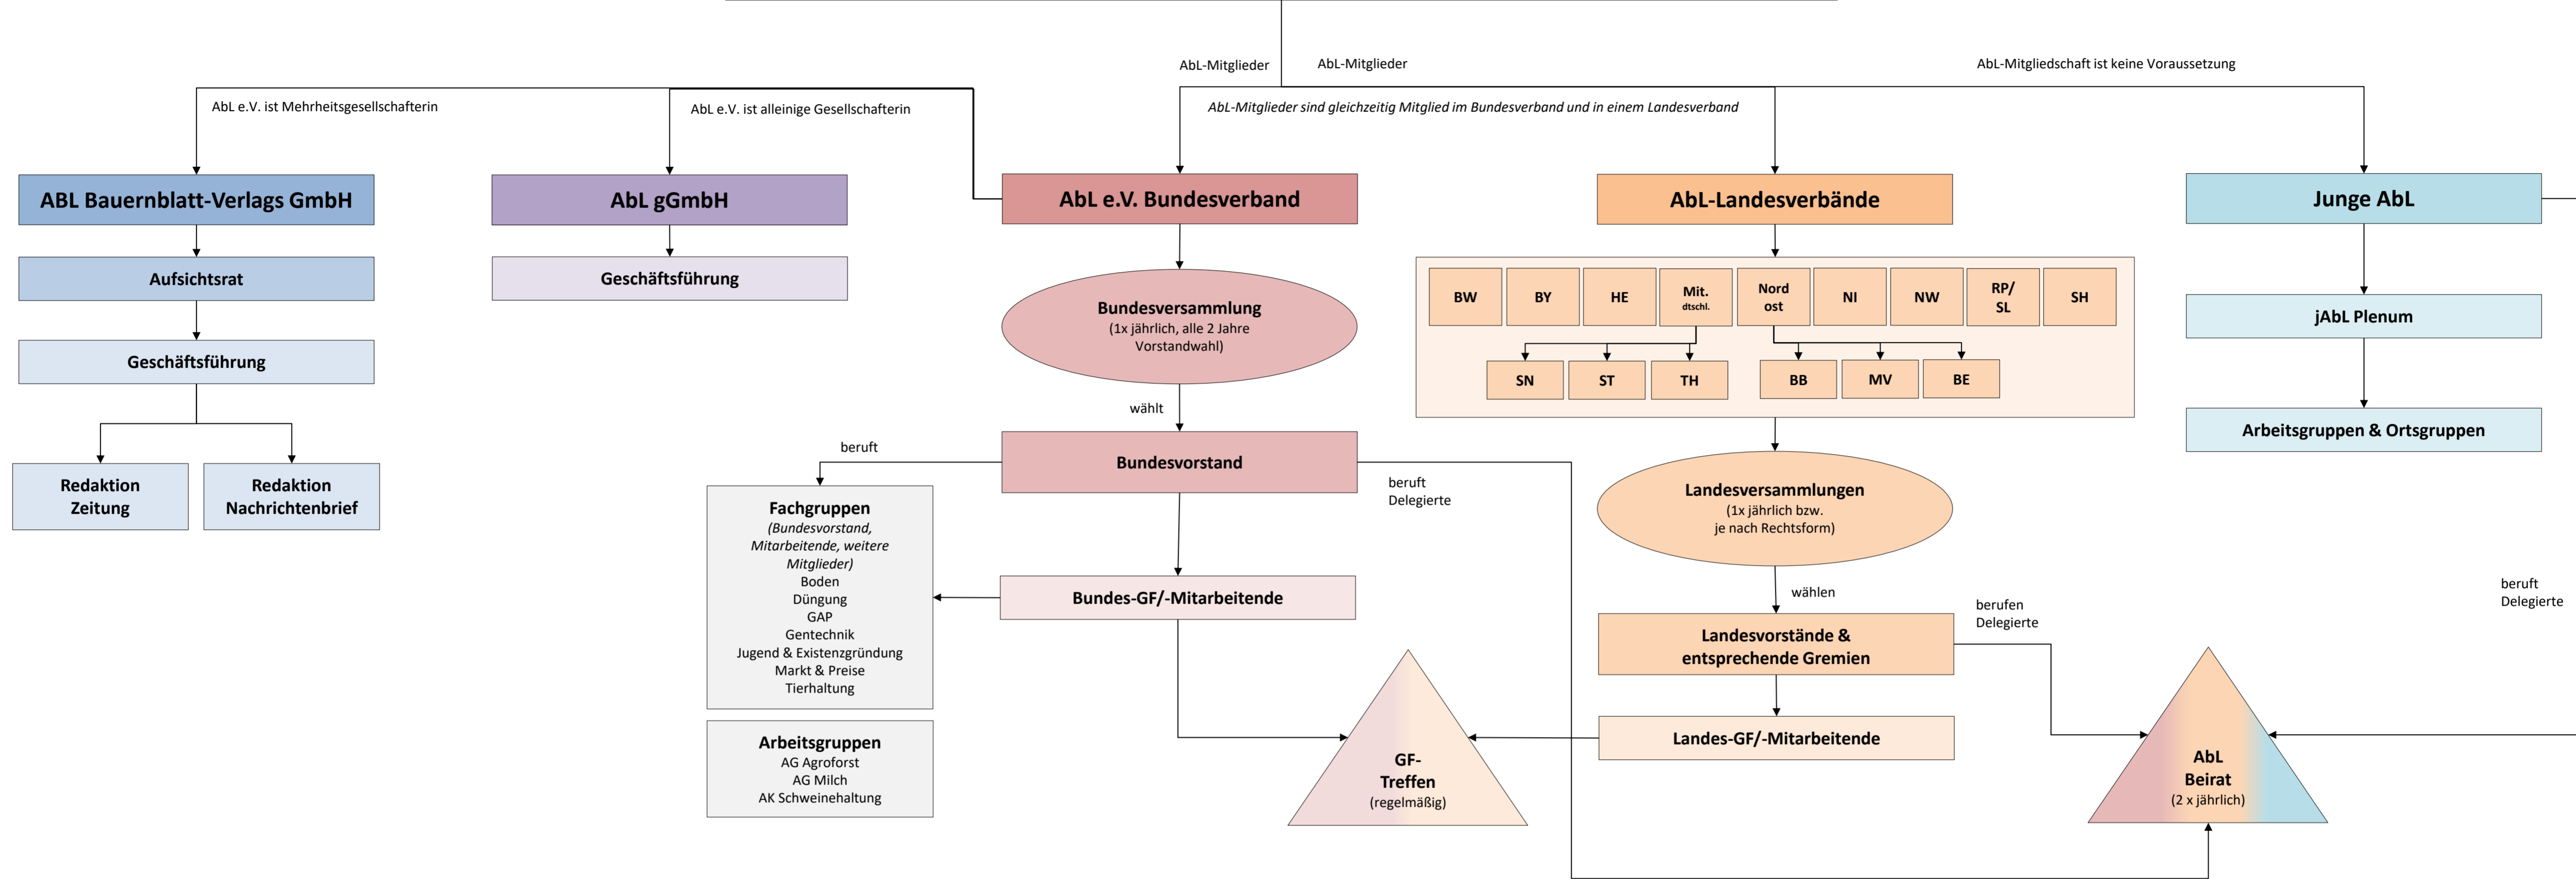 AbL-Mitglieder
AbL-Mitglieder
AbL-Mitgliedschaft ist keine Voraussetzung
AbL e.V. ist Mehrheitsgesellschafterin
AbL e.V. ist alleinige Gesellschafterin
AbL-Mitglieder sind gleichzeitig Mitglied im Bundesverband und in einem Landesverband
ABL Bauernblatt-Verlags GmbH
Aufsichtsrat
Geschäftsführung
Redaktion
Zeitung
Redaktion
Nachrichtenbrief
AbL gGmbH
Geschäftsführung
AbL e.V. Bundesverband
Bundesversammlung
(1x jährlich, alle 2 Jahre
Vorstandwahl)
wählt
Bundesvorstand
beruft
beruft
Delegierte
Fachgruppen
(Bundesvorstand,
Mitarbeitende, weitere
Mitglieder)
Boden
Düngung
GAP
Gentechnik
Jugend & Existenzgründung
Markt & Preise
Tierhaltung
Arbeitsgruppen
AG Agroforst
AG Milch
AK Schweinehaltung
Bundes-GF/-Mitarbeitende
GF-
Treffen
(regelmäßig)
AbL-Landesverbände
BW
BY
HE
Mit.
dtschl.
Nord
ost
NI
NW
RP/
SL
SH
SN
ST
TH
BB
MV
BE
Landesversammlungen
(1x jährlich bzw.
je nach Rechtsform)
wählen
Landesvorstände &
entsprechende Gremien
berufen
Delegierte
Landes-GF/-Mitarbeitende
Junge AbL
jAbL Plenum
Arbeitsgruppen & Ortsgruppen
beruft
Delegierte
AbL
Beirat
(2 x jährlich)